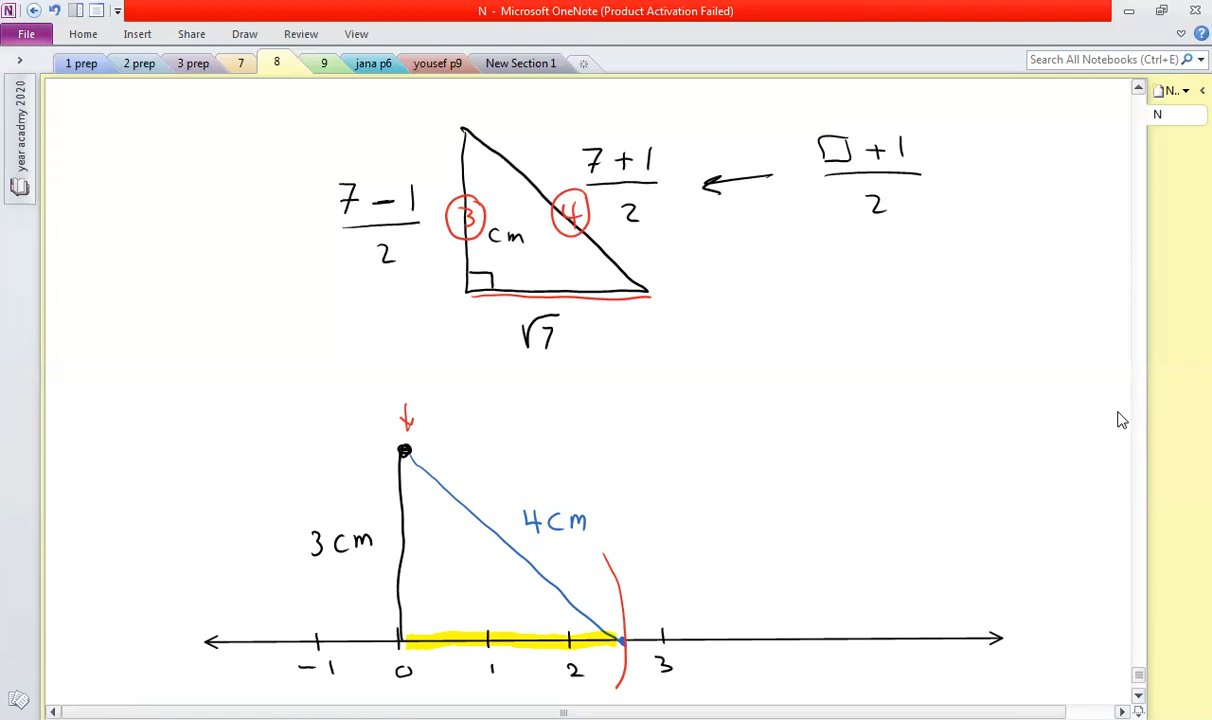 N - Microsoft OneNote (Product Activation Failed)
File Home Insert Share Draw Review View
1 prep 2 prep 3 prep 7 8 9 jana p6 yousef p9 New Section 1
Search All Notebooks (Ctrl+E)
year academy 2020
N..
N
□ + 1
2
7 + 1
2
7 - 1
2
3
cm
4
√7
3 cm
4 cm
-1 0 1 2 3